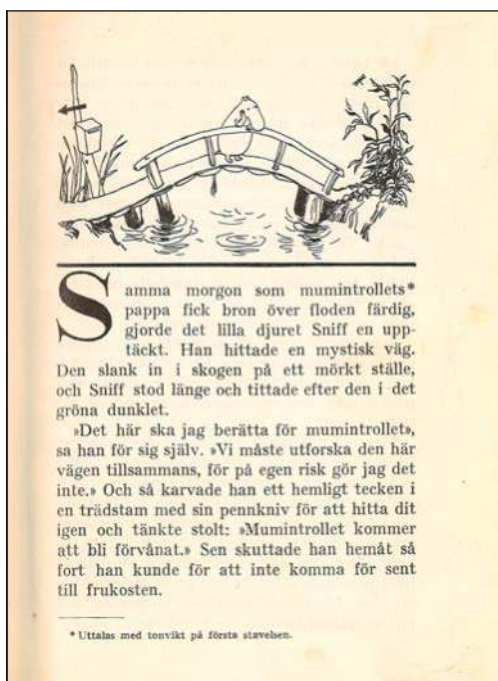 Samma morgon som mumintrollets*
pappa fick bron över floden färdig,
gjorde det lilla djuret Sniff en upp-
täckt. Han hittade en mystisk väg.
Den slank in i skogen på ett mörkt ställe,
och Sniff stod länge och tittade efter den i det
gröna dunklet.
»Det här ska jag berätta för mumintrollet»,
sa han för sig själv. »Vi måste utforska den här
vägen tillsammans, för på egen risk gör jag det
inte.» Och så karvade han ett hemligt tecken i
en trädstam med sin pennkniv för att hitta dit
igen och tänkte stolt: »Mumintrollet kommer
att bli förvånat.» Sen skuttade han hemåt så
fort han kunde för att inte komma för sent
till frukosten.
* Uttalas med tonvikt på första stavelsen.